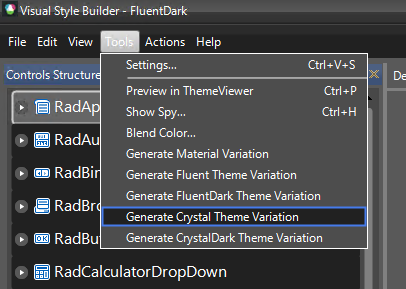 Visual Style Builder - FluentDark
File Edit View Tools Actions Help
Controls Structure
De
Settings... Ctrl+V+S
Preview in ThemeViewer Ctrl+P
Show Spy... Ctrl+H
Blend Color...
Generate Material Variation
Generate Fluent Theme Variation
Generate FluentDark Theme Variation
Generate Crystal Theme Variation
Generate CrystalDark Theme Variation
RadAp
RadAu
RadBin
RadBro
RadBu
RadCalculatorDropDown